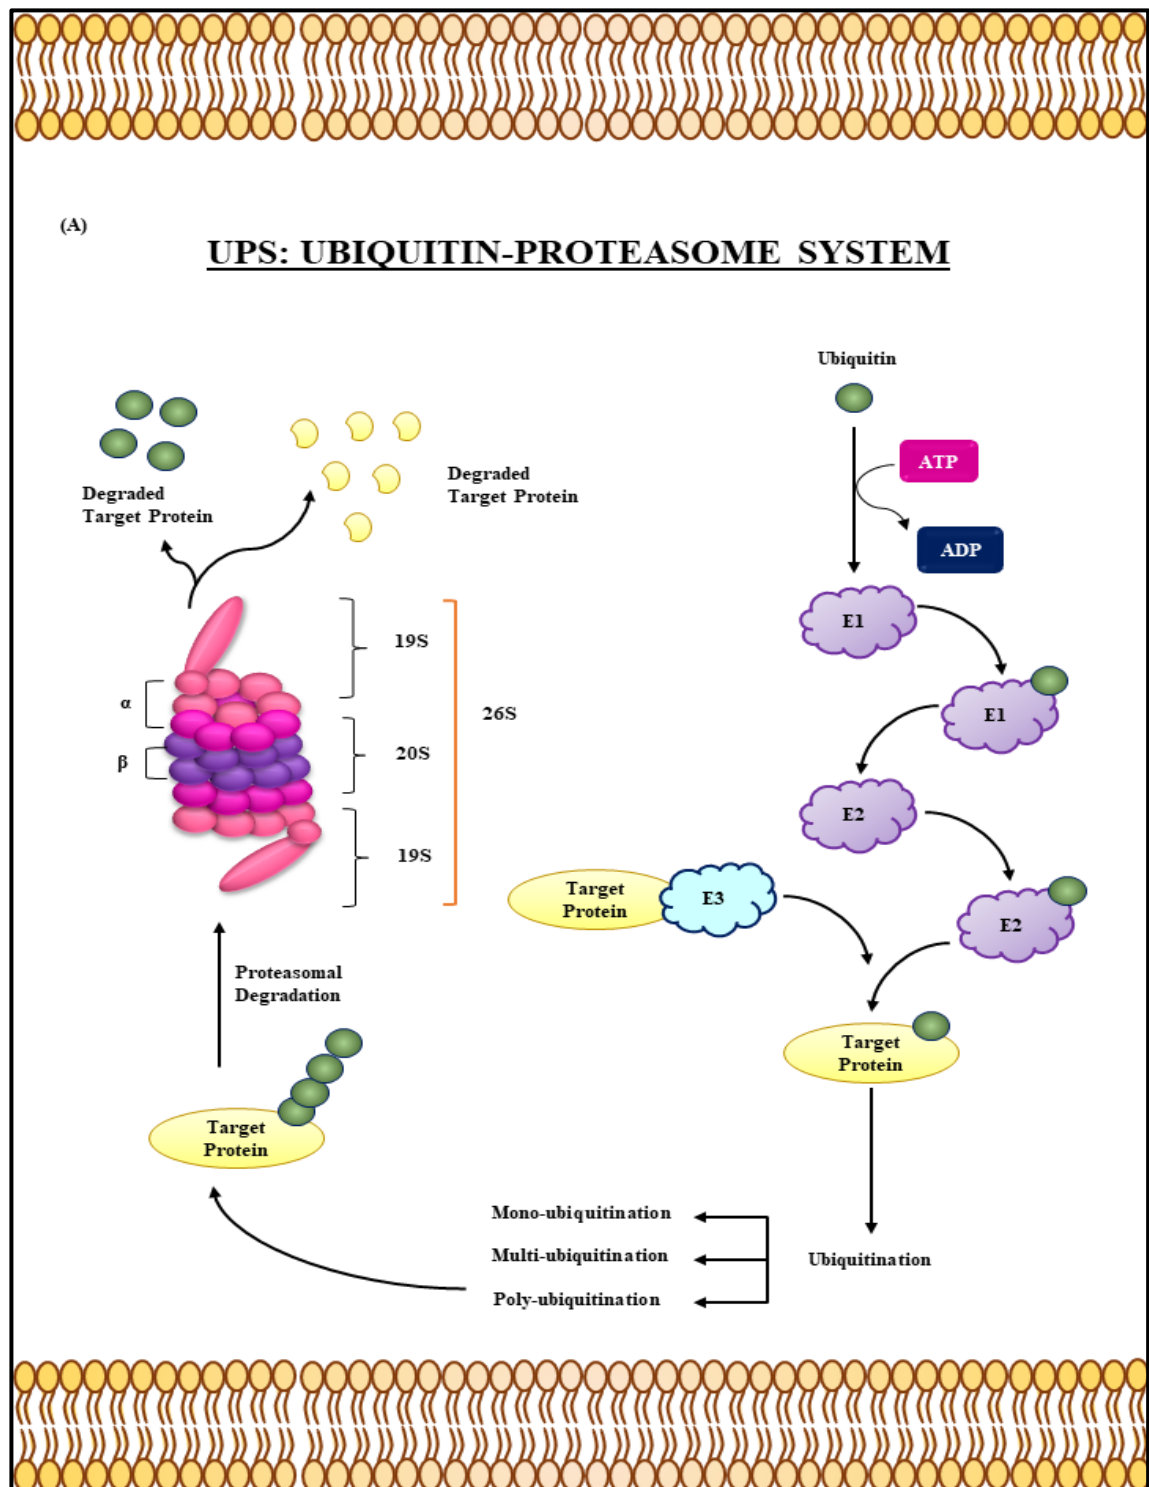 (A)
UPS: UBIQUITIN-PROTEASOME SYSTEM
Ubiquitin
ATP
ADP
Degraded
Target Protein
Degraded
Target Protein
E1
E1
E2
E2
19S
α
26S
β
20S
19S
Target
Protein
E3
Target
Protein
Proteasomal
Degradation
Target
Protein
Mono-ubiquitination
Multi-ubiquitination
Poly-ubiquitination
Ubiquitination